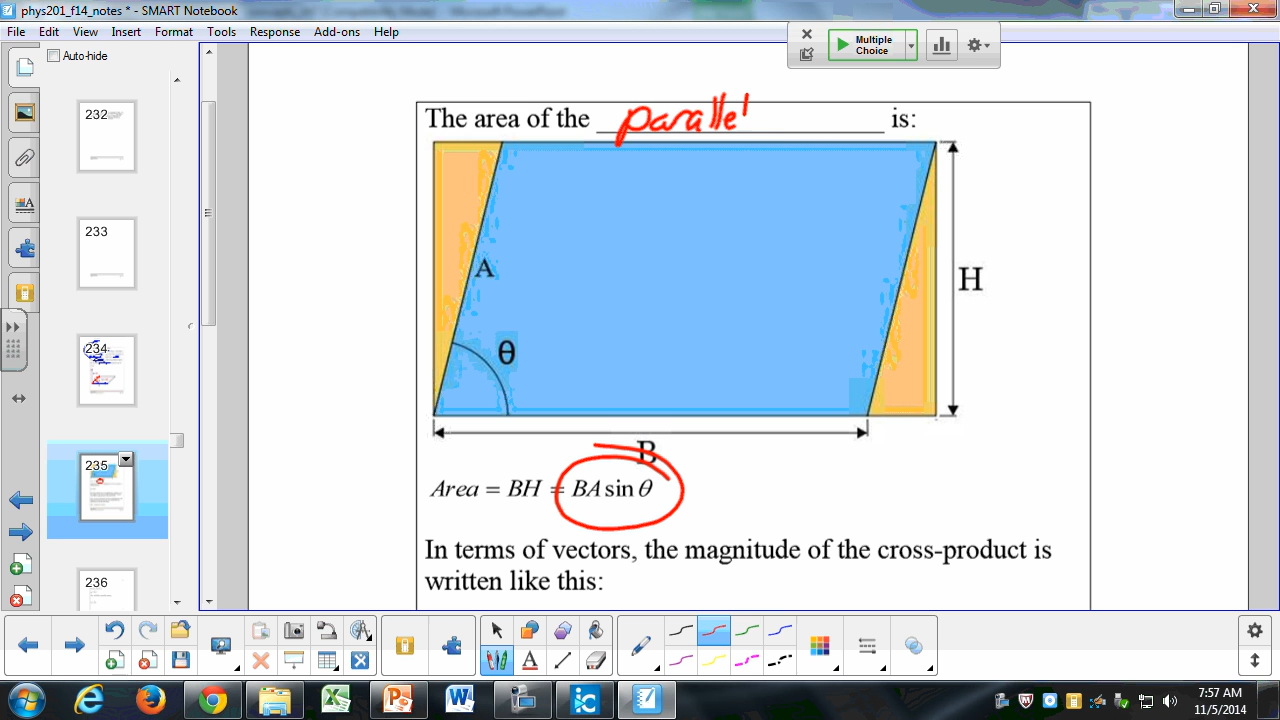 phys201_f14_notes * - SMART Notebook
File Edit View Insert Format Tools Response Add-ons Help
Multiple
Choice
Auto-hide
232
233
234
235
236
The area of the parallel is:
A
θ
H
B
Area = BH = BA sin θ
In terms of vectors, the magnitude of the cross-product is
written like this:
7:57 AM
11/5/2014